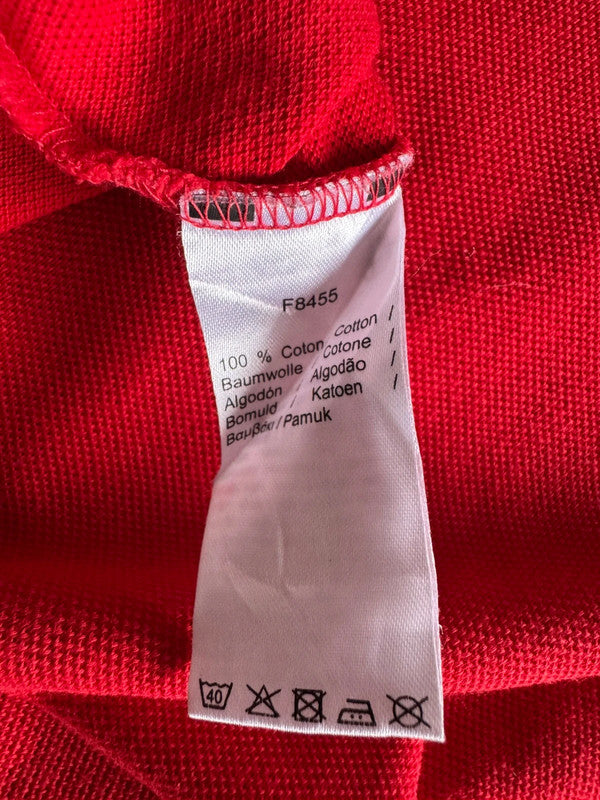 F8455
100 % Coton Cotton /
Baumwolle Cotone /
Algodón Algodão /
Bomuld / Katoen /
Βαμβάκι / Pamuk
40